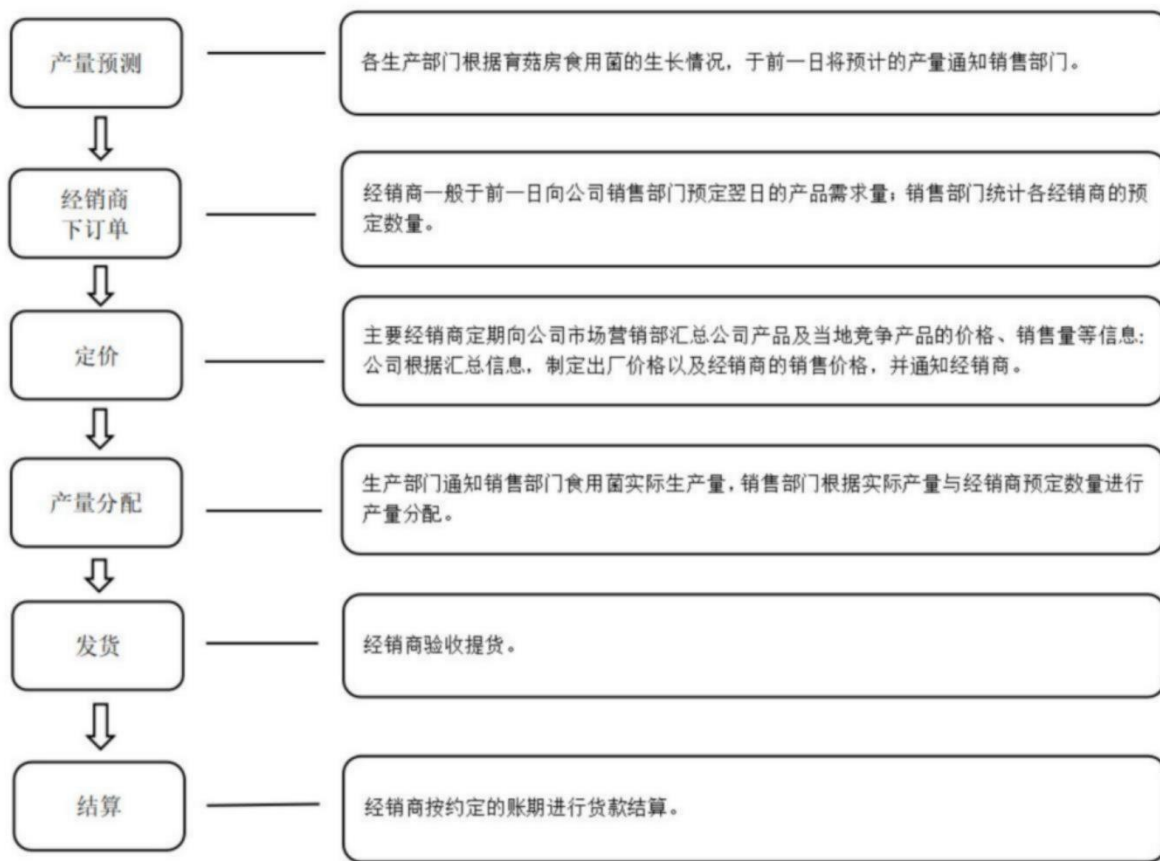 产量预测
各生产部门根据育菇房食用菌的生长情况，于前一日将预计的产量通知销售部门。
经销商
下订单
经销商一般于前一日向公司销售部门预定翌日的产品需求量；销售部门统计各经销商的预
定数量。
定价
主要经销商定期向公司市场营销部汇总公司产品及当地竞争产品的价格、销售量等信息；
公司根据汇总信息，制定出厂价格以及经销商的销售价格，并通知经销商。
产量分配
生产部门通知销售部门食用菌实际生产量，销售部门根据实际产量与经销商预定数量进行
产量分配。
发货
经销商验收提货。
结算
经销商按约定的账期进行货款结算。